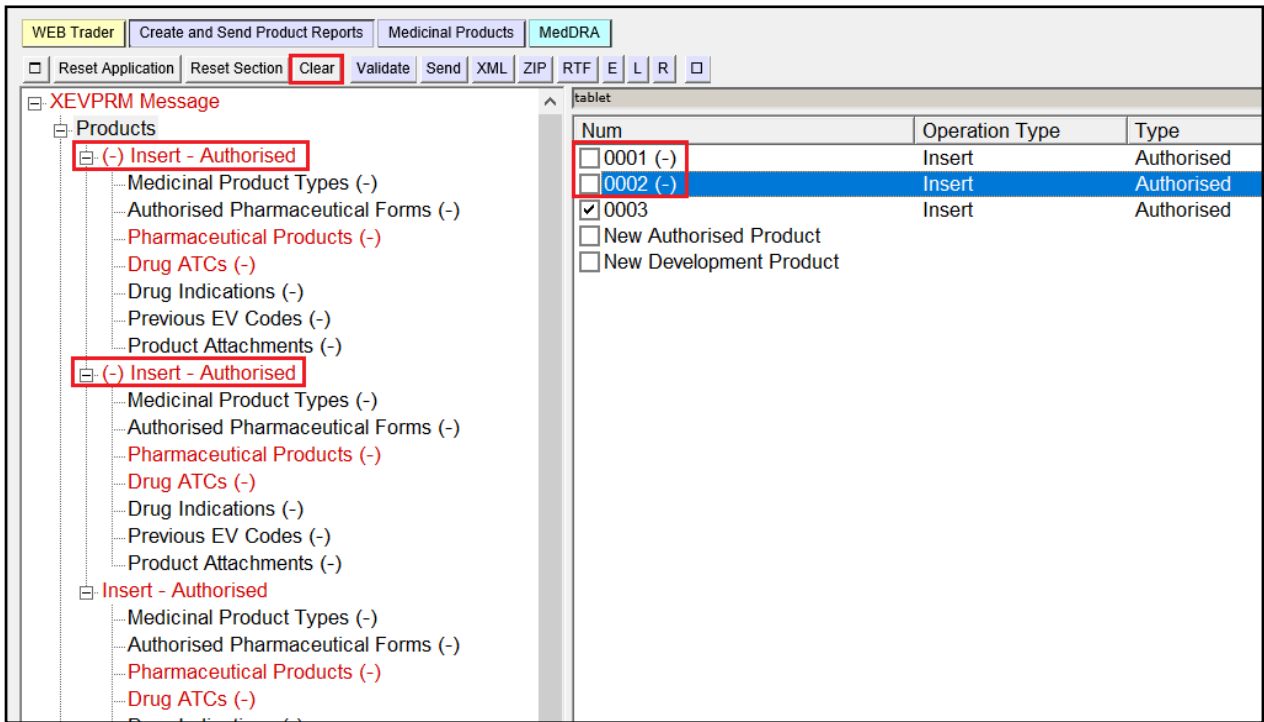 WEB Trader Create and Send Product Reports Medicinal Products MedDRA
Reset Application Reset Section Clear Validate Send XML ZIP RTF E L R
XEVPRM Message
Products
(-) Insert - Authorised
Medicinal Product Types (-)
Authorised Pharmaceutical Forms (-)
Pharmaceutical Products (-)
Drug ATCs (-)
Drug Indications (-)
Previous EV Codes (-)
Product Attachments (-)
(-) Insert - Authorised
Medicinal Product Types (-)
Authorised Pharmaceutical Forms (-)
Pharmaceutical Products (-)
Drug ATCs (-)
Drug Indications (-)
Previous EV Codes (-)
Product Attachments (-)
Insert - Authorised
Medicinal Product Types (-)
Authorised Pharmaceutical Forms (-)
Pharmaceutical Products (-)
Drug ATCs (-)
tablet
Num Operation Type Type
0001 (-) Insert Authorised
0002 (-) Insert Authorised
0003 Insert Authorised
New Authorised Product
New Development Product